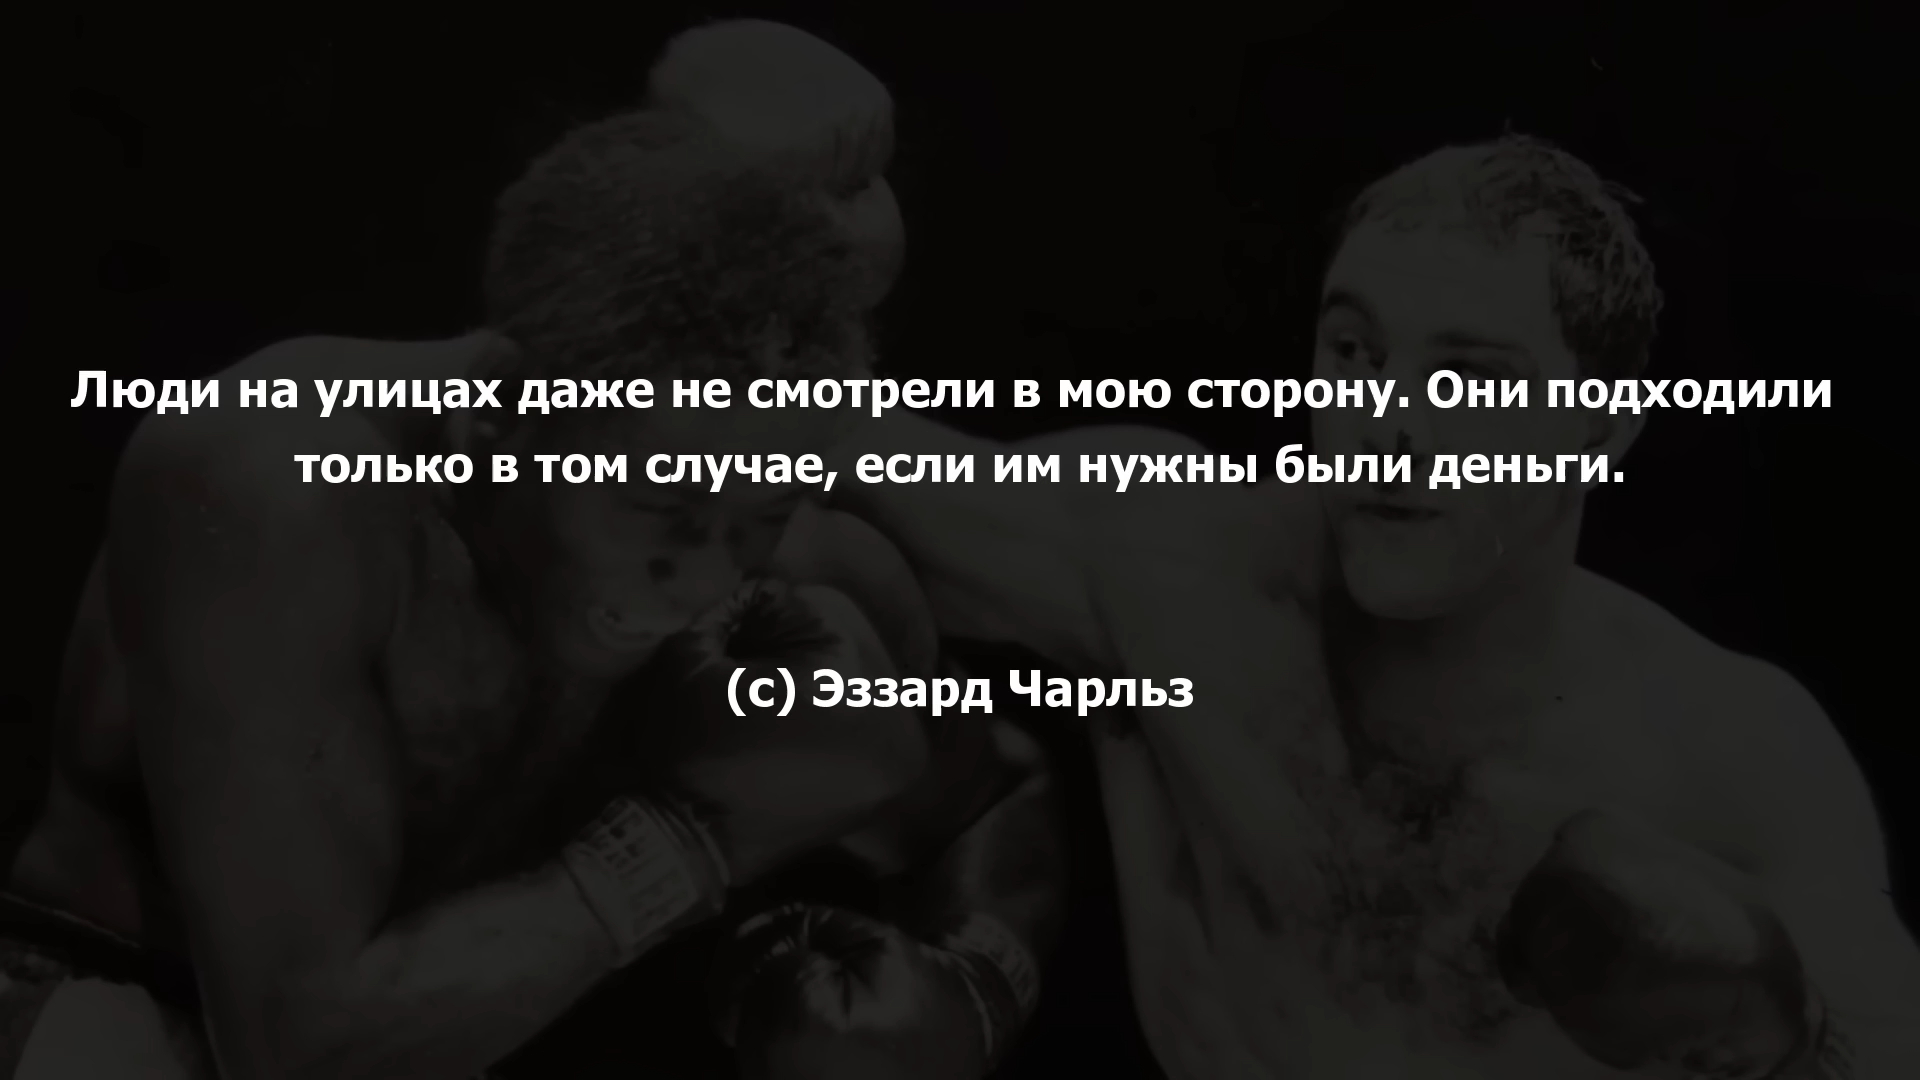 Люди на улицах даже не смотрели в мою сторону. Они подходили
только в том случае, если им нужны были деньги.
(с) Эззард Чарльз